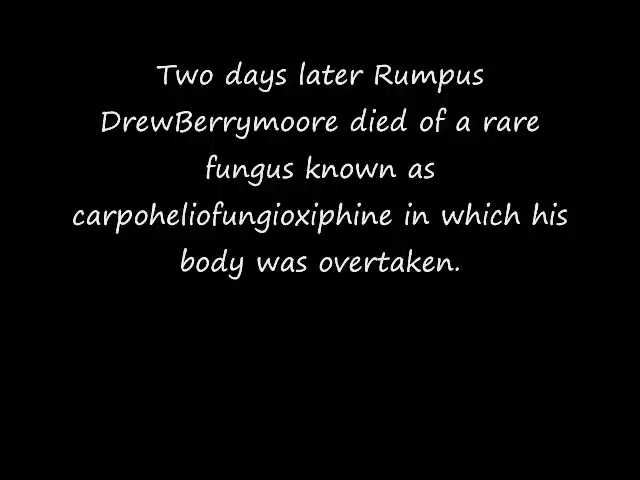 Two days later Rumpus
DrewBerrymoore died of a rare
fungus known as
carpoheliofungioxiphine in which his
body was overtaken.